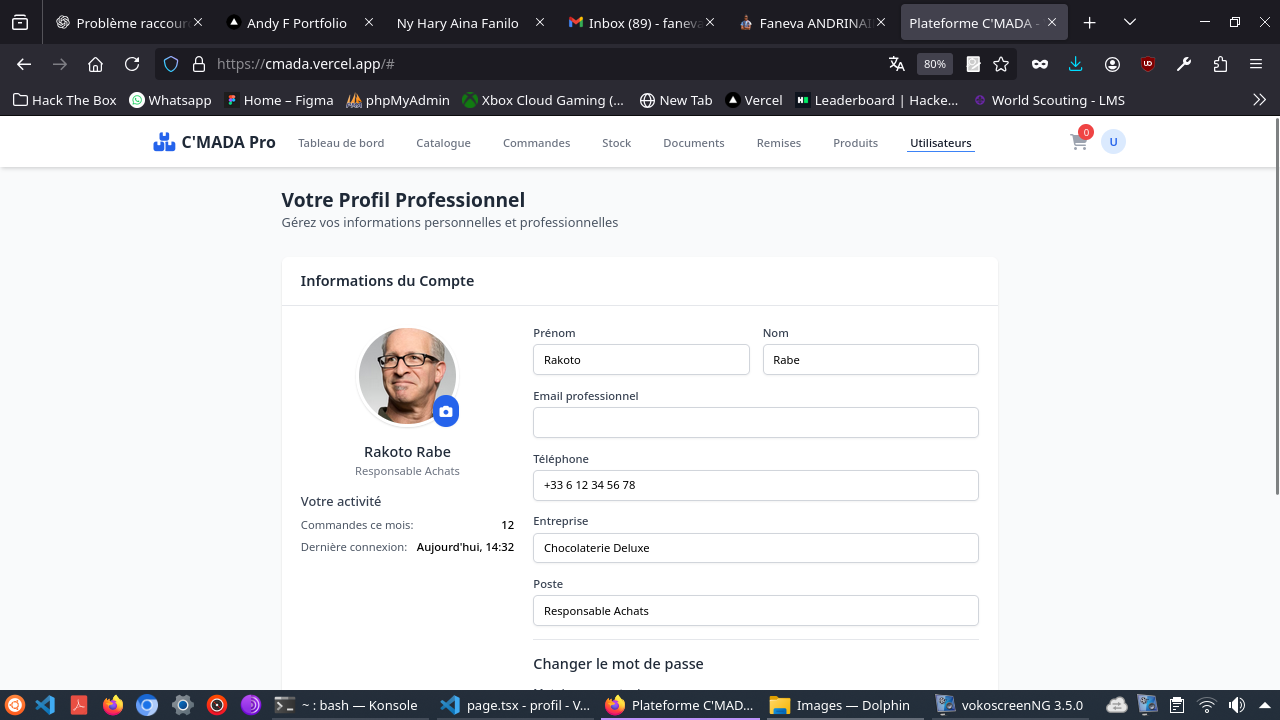 Problème raccour
Andy F Portfolio
Ny Hary Aina Fanilo
Inbox (89) - faneva
Faneva ANDRINAI
Plateforme C'MADA -
https://cmada.vercel.app/#
80%
Hack The Box
Whatsapp
Home – Figma
phpMyAdmin
Xbox Cloud Gaming (...
New Tab
Vercel
Leaderboard | Hacke...
World Scouting - LMS
C'MADA Pro
Tableau de bord
Catalogue
Commandes
Stock
Documents
Remises
Produits
Utilisateurs
0
U
Votre Profil Professionnel
Gérez vos informations personnelles et professionnelles
Informations du Compte
Rakoto Rabe
Responsable Achats
Votre activité
Commandes ce mois: 12
Dernière connexion: Aujourd'hui, 14:32
Prénom
Rakoto
Nom
Rabe
Email professionnel
Téléphone
+33 6 12 34 56 78
Entreprise
Chocolaterie Deluxe
Poste
Responsable Achats
Changer le mot de passe
~ : bash — Konsole
page.tsx - profil - V...
Plateforme C'MAD...
Images — Dolphin
vokoscreenNG 3.5.0